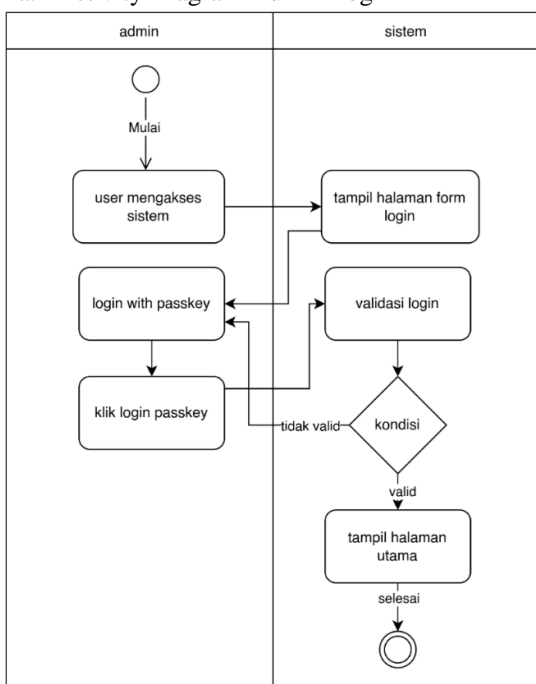 admin
sistem
Mulai
user mengakses
sistem
tampil halaman form
login
login with passkey
validasi login
klik login passkey
tidak valid
kondisi
valid
tampil halaman
utama
selesai